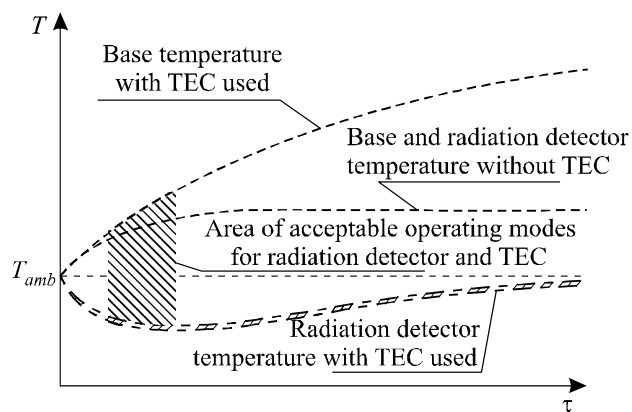 T
Base temperature
with TEC used
Base and radiation detector
temperature without TEC
Area of acceptable operating modes
for radiation detector and TEC
Tamb
Radiation detector
temperature with TEC used
τ